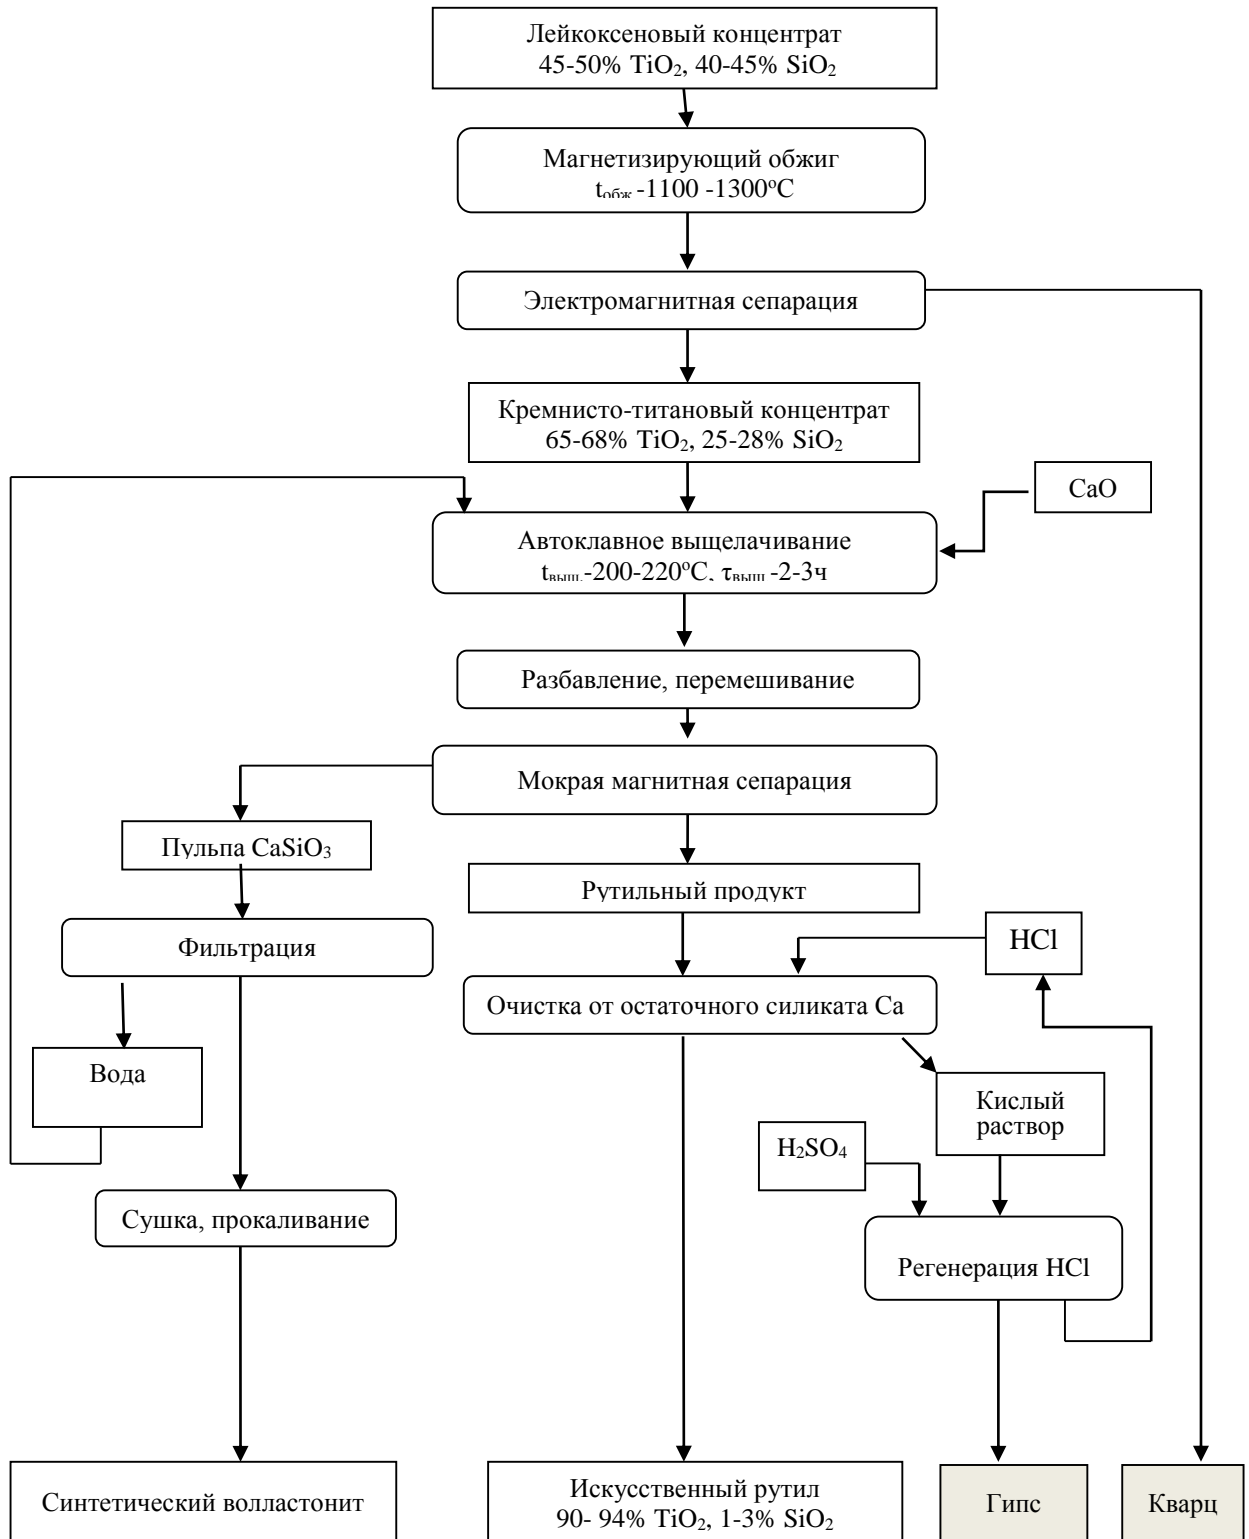 Лейкоксеновый концентрат
45-50% TiO₂, 40-45% SiO₂
Магнетизирующий обжиг
tобж -1100 -1300°С
Электромагнитная сепарация
Кремнисто-титановый концентрат
65-68% TiO₂, 25-28% SiO₂
CaO
Автоклавное выщелачивание
tвыщ.-200-220°С, τвыщ -2-3ч
Разбавление, перемешивание
Мокрая магнитная сепарация
Пульпа CaSiO₃
Рутильный продукт
HCl
Фильтрация
Очистка от остаточного силиката Са
Вода
Кислый
раствор
H₂SO₄
Сушка, прокаливание
Регенерация HCl
Синтетический волластонит
Искусственный рутил
90- 94% TiO₂, 1-3% SiO₂
Гипс
Кварц